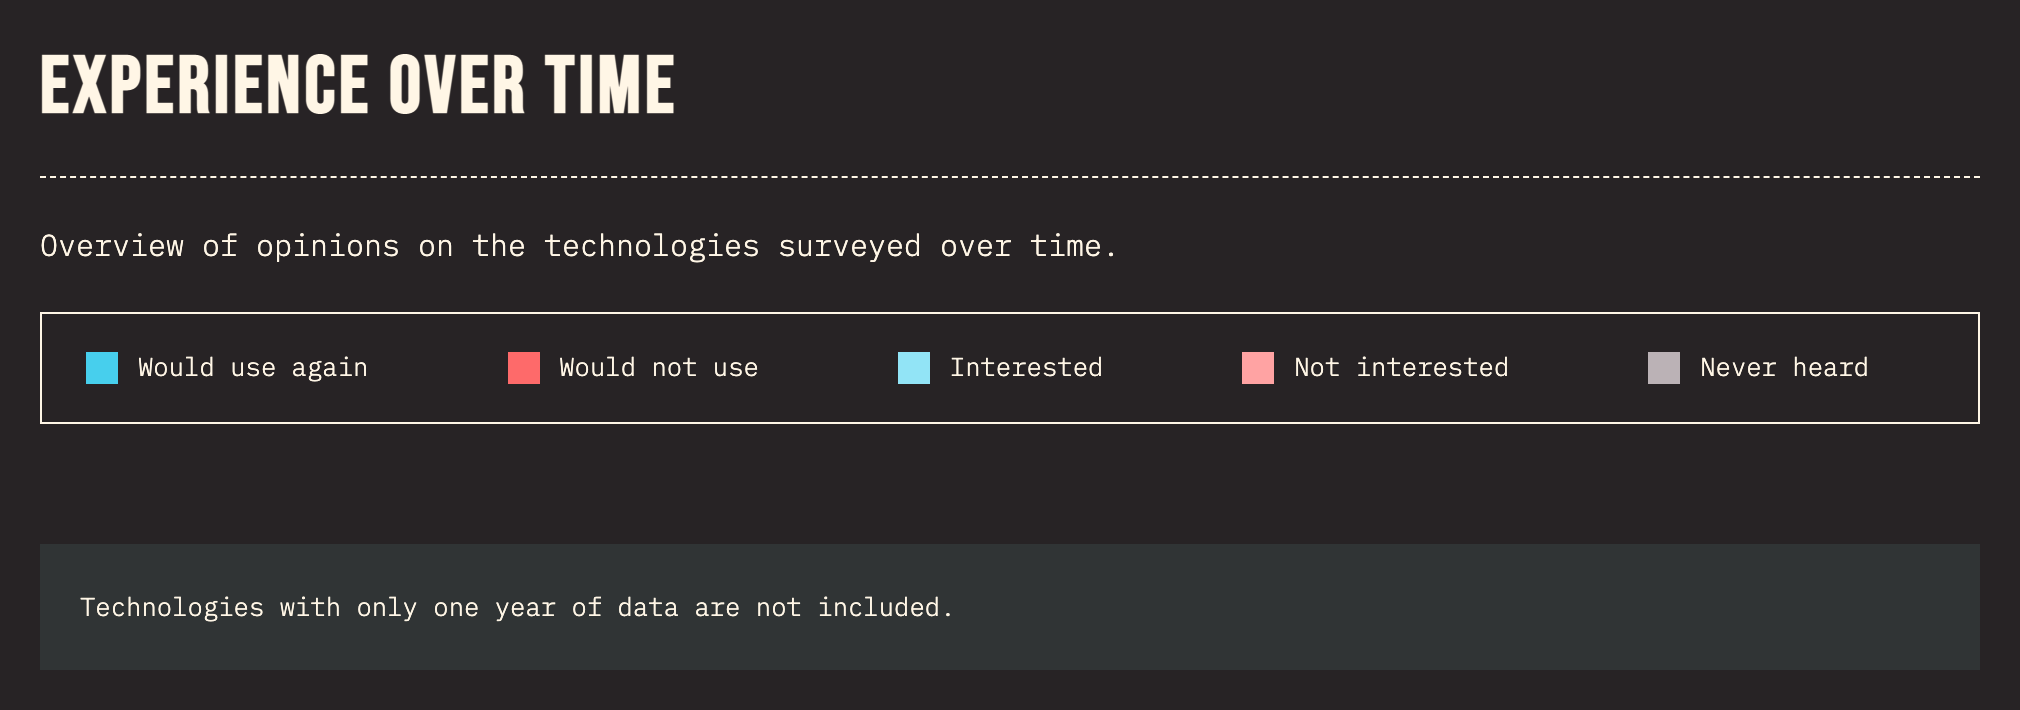 EXPERIENCE OVER TIME
Overview of opinions on the technologies surveyed over time.
Would use again Would not use Interested Not interested Never heard
Technologies with only one year of data are not included.